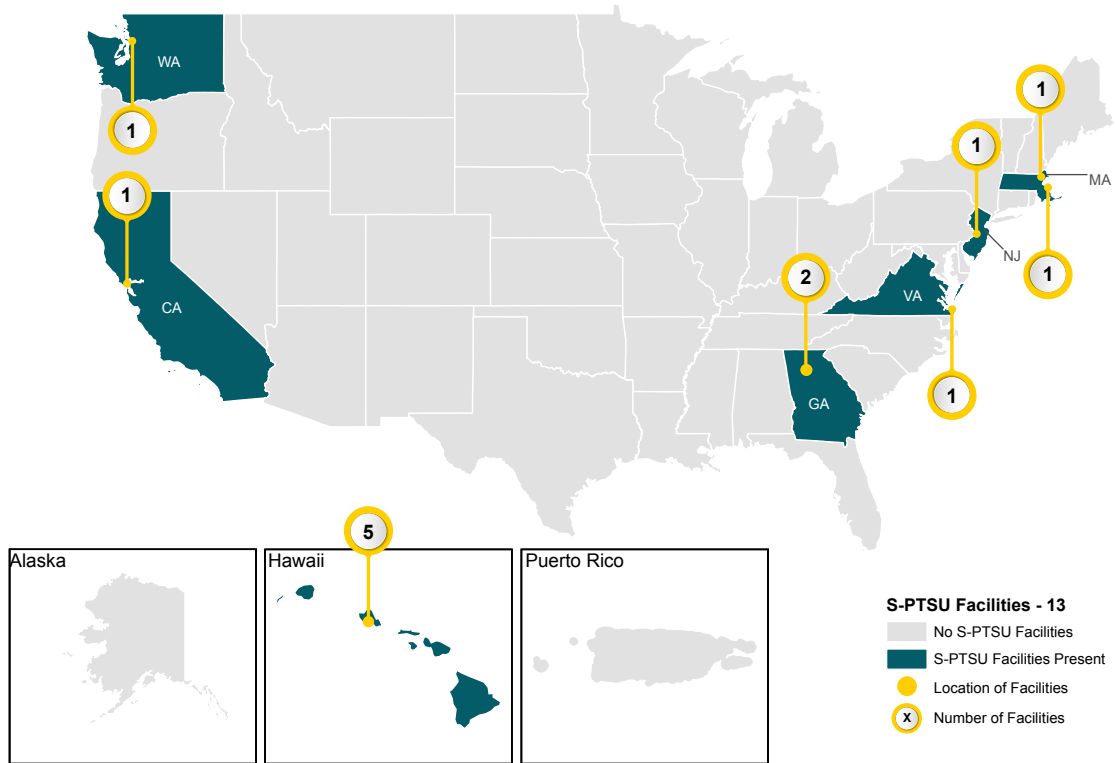 WA
1
1
CA
1
1
MA
NJ
1
2
VA
1
GA
5
Alaska
Hawaii
Puerto Rico
S-PTSU Facilities - 13
No S-PTSU Facilities
S-PTSU Facilities Present
Location of Facilities
X Number of Facilities